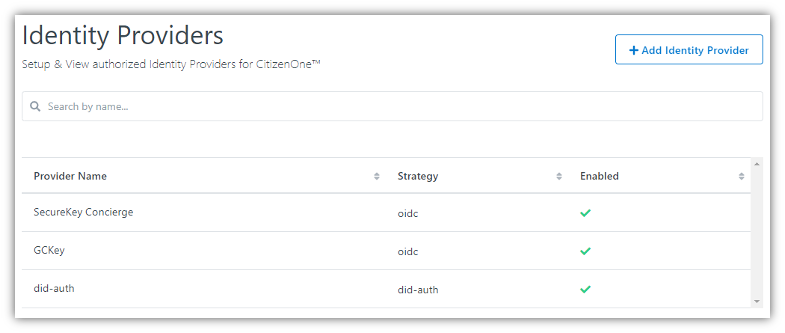 Identity Providers
+ Add Identity Provider
Setup & View authorized Identity Providers for CitizenOne™
Search by name...
Provider Name Strategy Enabled
SecureKey Concierge oidc
GCKey oidc
did-auth did-auth